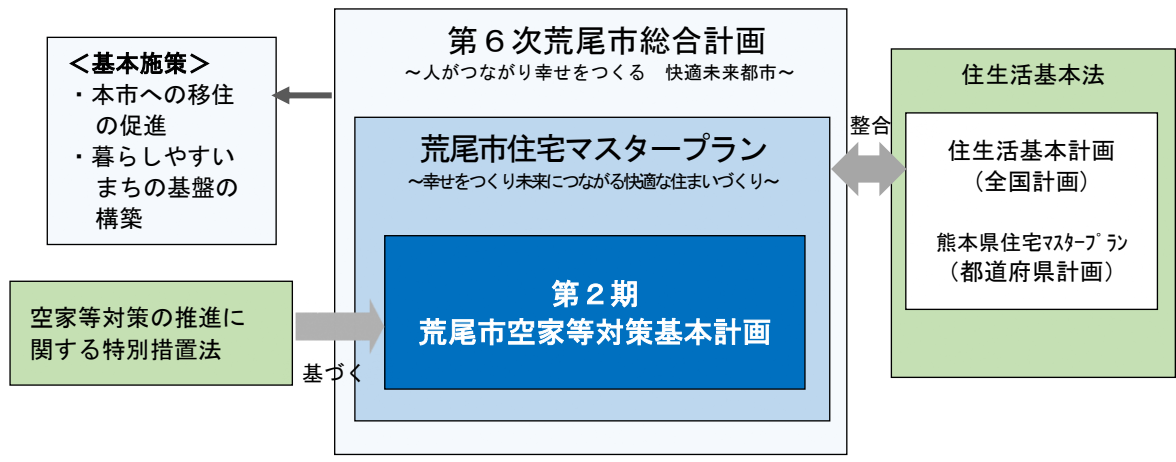 ＜基本施策＞
・本市への移住
の促進
・暮らしやすい
まちの基盤の
構築
第６次荒尾市総合計画
～人がつながり幸せをつくる　快適未来都市～
荒尾市住宅マスタープラン
～幸せをつくり未来につながる快適な住まいづくり～
第２期
荒尾市空家等対策基本計画
空家等対策の推進に
関する特別措置法
基づく
整合
住生活基本法
住生活基本計画
（全国計画）
熊本県住宅ﾏｽﾀｰﾌﾟﾗﾝ
（都道府県計画）